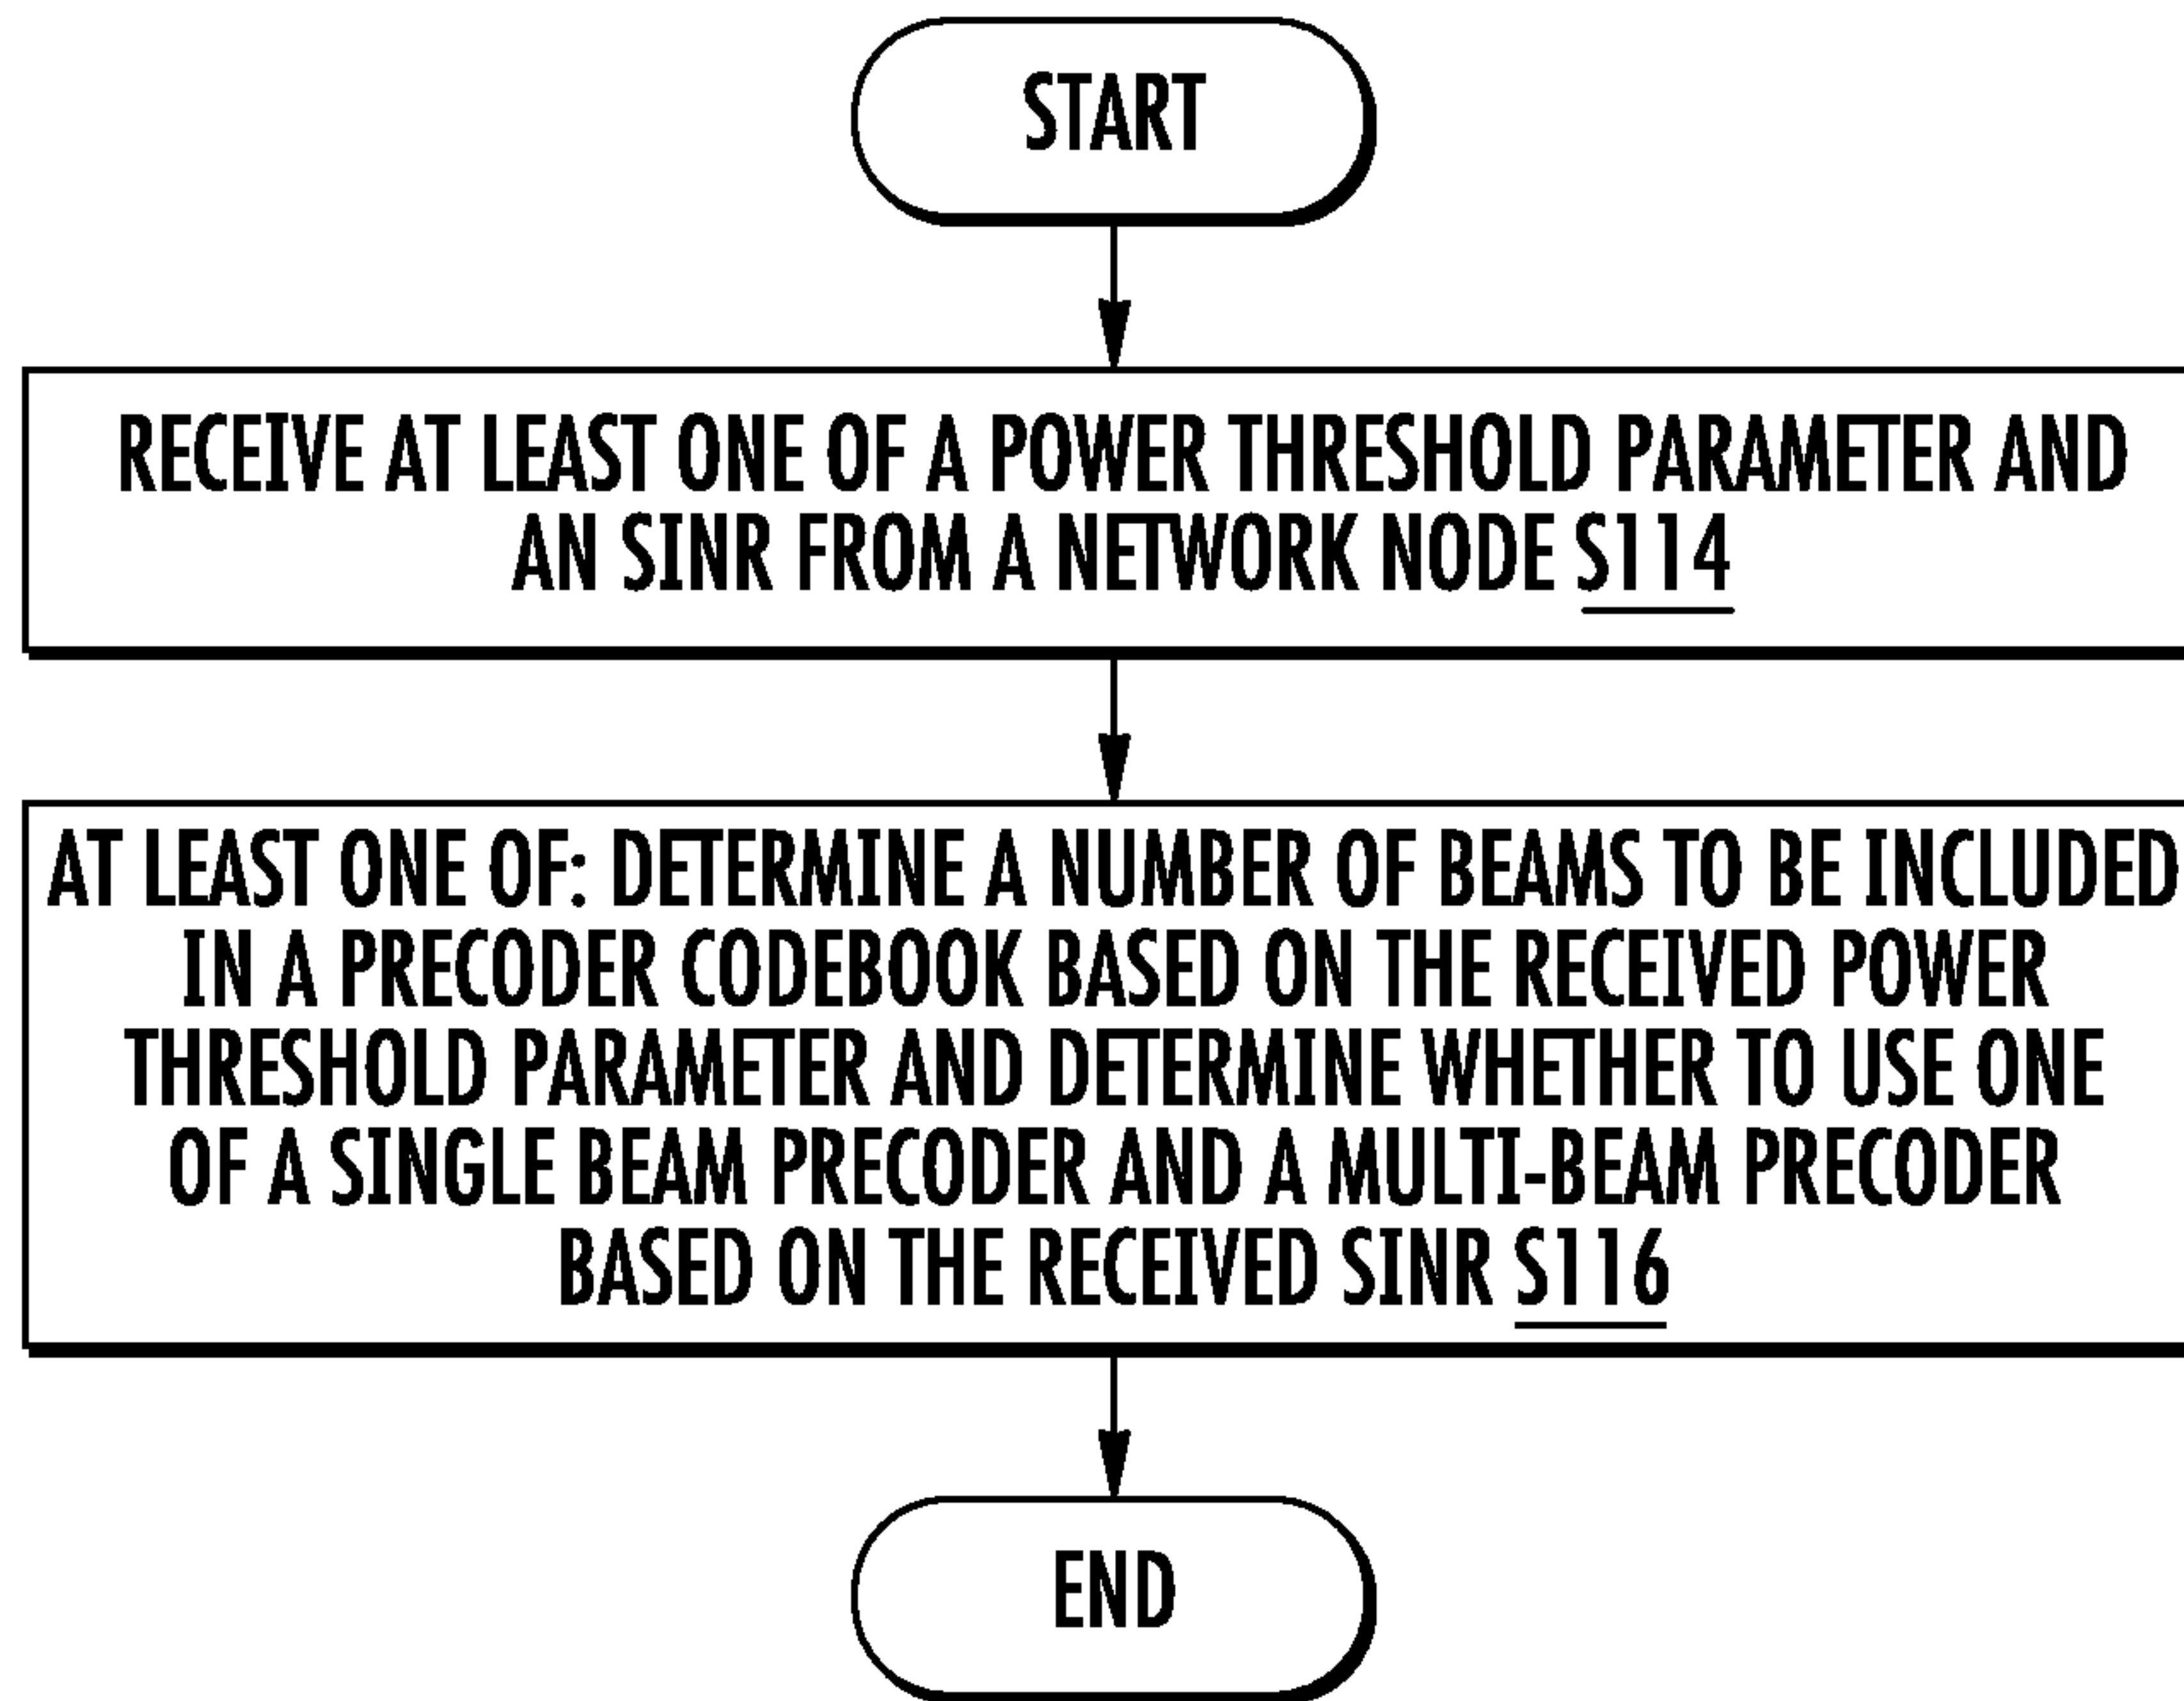 START
RECEIVE AT LEAST ONE OF A POWER THRESHOLD PARAMETER AND
AN SINR FROM A NETWORK NODE S114
AT LEAST ONE OF: DETERMINE A NUMBER OF BEAMS TO BE INCLUDED
IN A PRECODER CODEBOOK BASED ON THE RECEIVED POWER
THRESHOLD PARAMETER AND DETERMINE WHETHER TO USE ONE
OF A SINGLE BEAM PRECODER AND A MULTI-BEAM PRECODER
BASED ON THE RECEIVED SINR S116
END